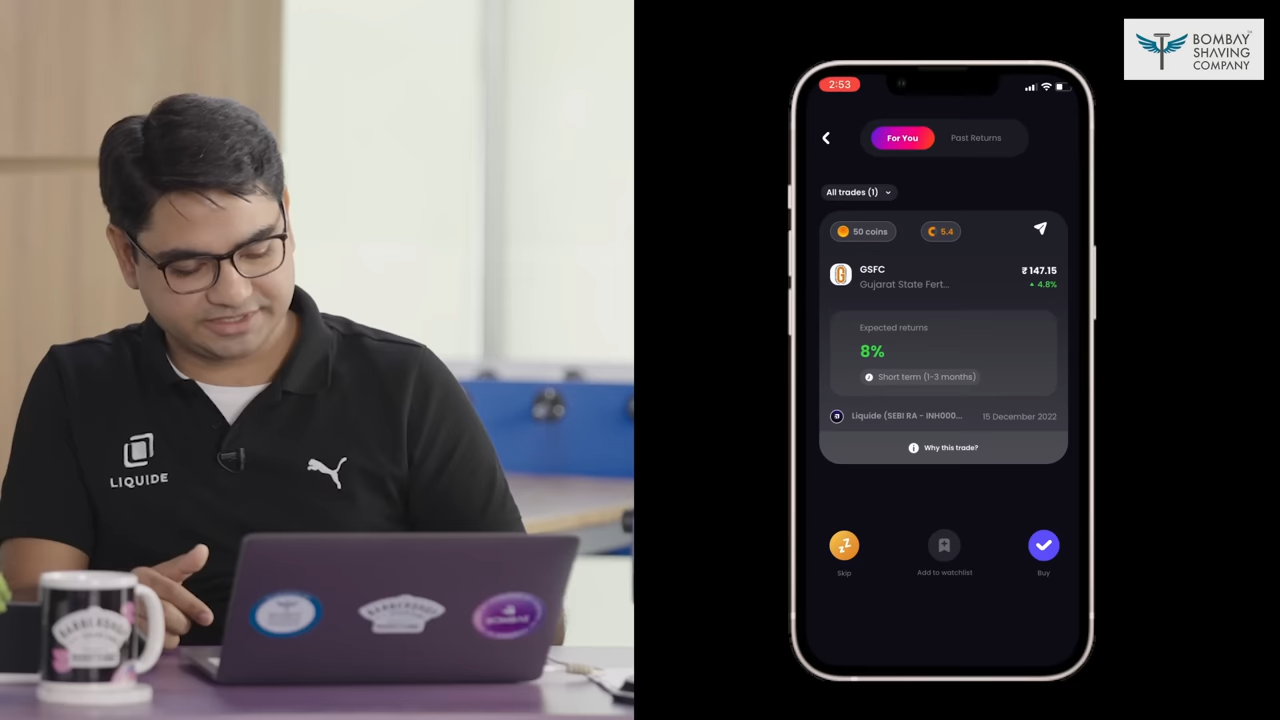 BOMBAY
SHAVING
COMPANY
2:53
For You
Past Returns
All trades (1)
50 coins
5.4
GSFC
₹ 147.15
Gujarat State Fert...
4.8%
Expected returns
8%
Short term (1-3 months)
Liquide (SEBI RA - INH000...
15 December 2022
Why this trade?
Skip
Add to watchlist
Buy
LIQUIDE
BARBERSHOP
BOMBAY